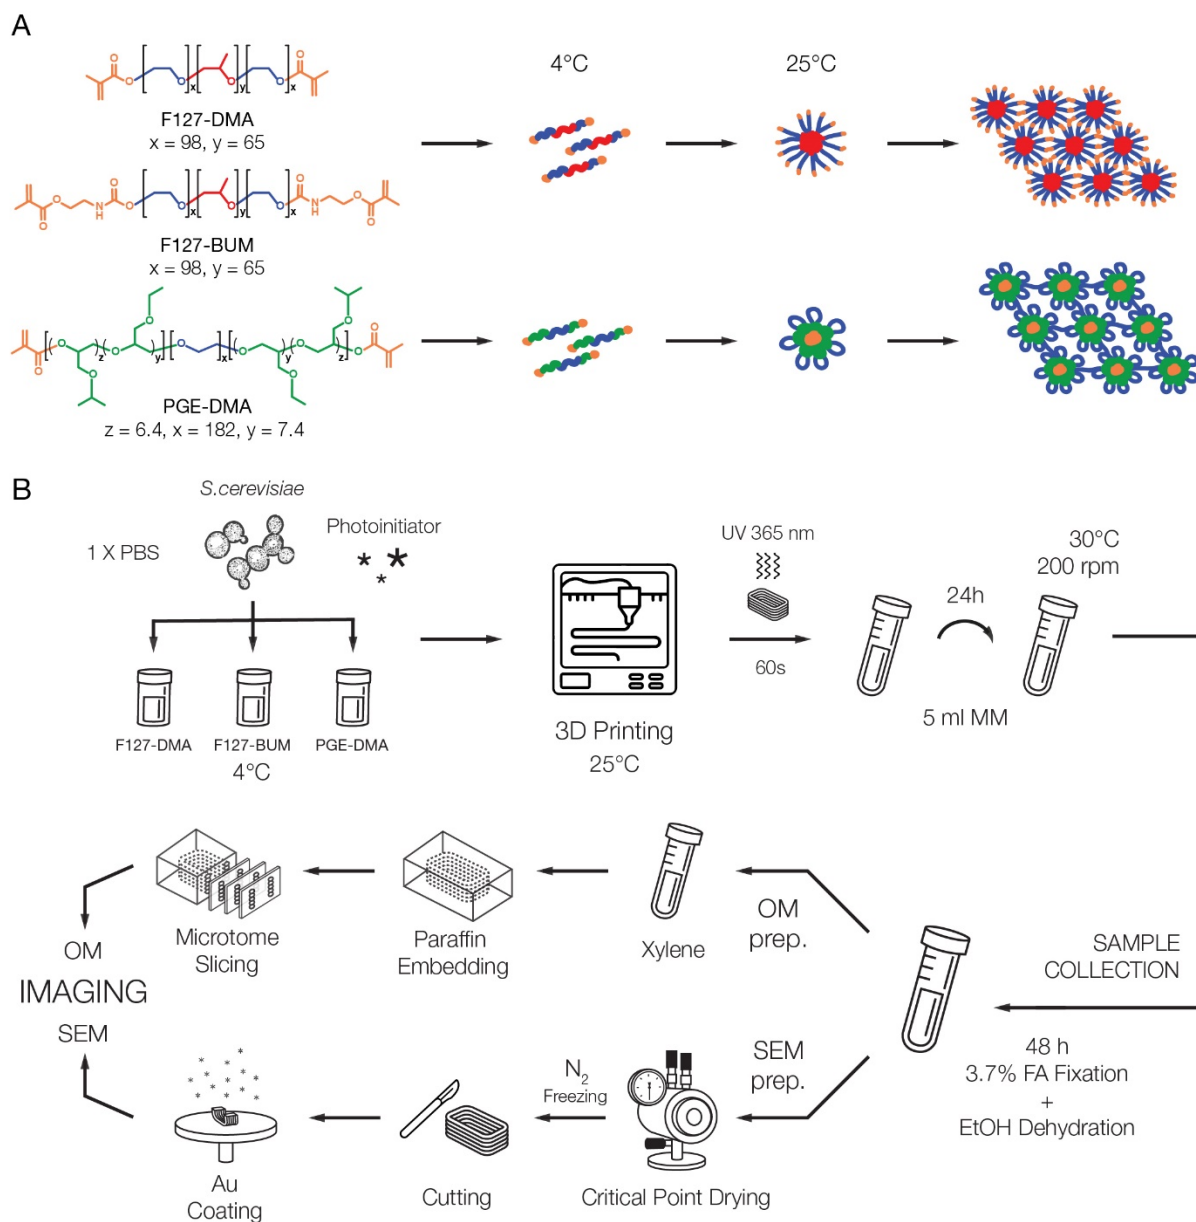 A
4°C
25°C
F127-DMA
x = 98, y = 65
F127-BUM
x = 98, y = 65
PGE-DMA
z = 6.4, x = 182, y = 7.4
B
S.cerevisiae
1 X PBS
Photoinitiator
F127-DMA
F127-BUM
PGE-DMA
4°C
3D Printing
25°C
UV 365 nm
60s
24h
5 ml MM
30°C
200 rpm
SAMPLE
COLLECTION
48 h
3.7% FA Fixation
+
EtOH Dehydration
OM
prep.
Xylene
Paraffin
Embedding
Microtome
Slicing
OM
IMAGING
SEM
SEM
prep.
Critical Point Drying
N2
Freezing
Cutting
Au
Coating